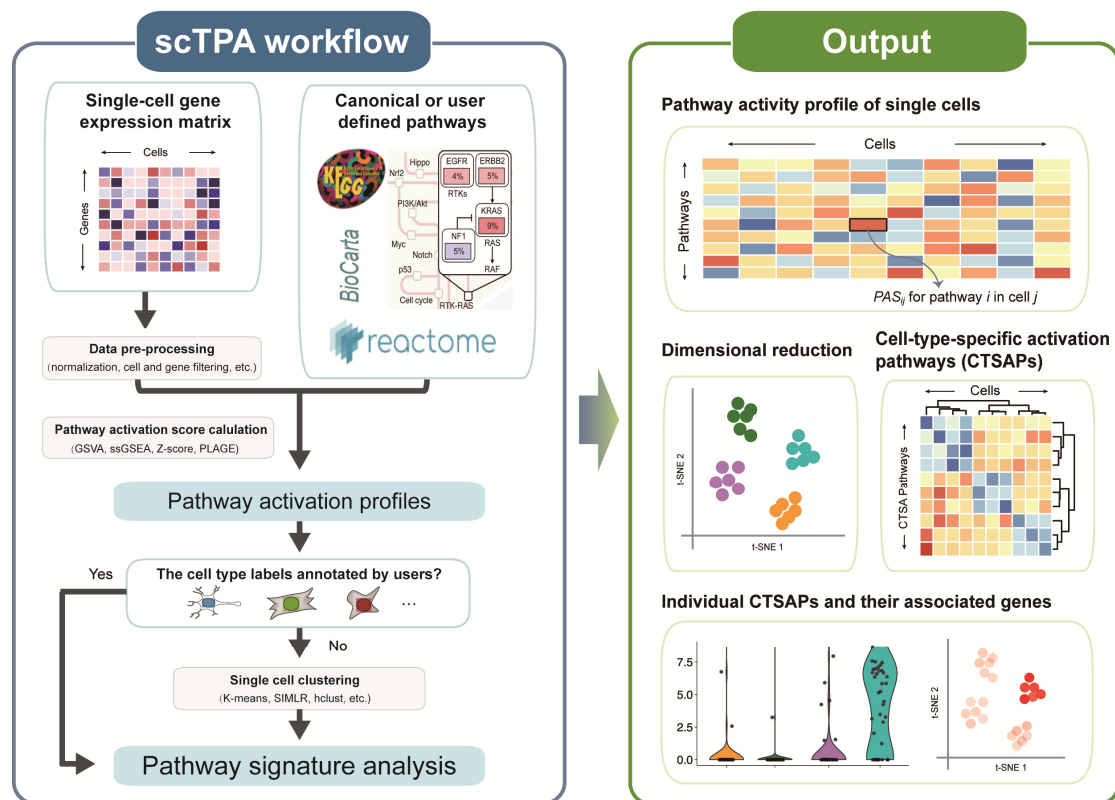 scTPA workflow
Single-cell gene
expression matrix
Cells
Genes
Canonical or user
defined pathways
KEGG
BioCarta
Hippo
Nrf2
PI3K/Akt
Myc
Notch
p53
Cell cycle
RTK-RAS
EGFR
ERBB2
4%
5%
RTKs
KRAS
9%
NF1
5%
RAS
RAF
reactome
Data pre-processing
(normalization, cell and gene filtering, etc.)
Pathway activation score calulation
(GSVA, ssGSEA, Z-score, PLAGE)
Pathway activation profiles
Yes
The cell type labels annotated by users?
...
No
Single cell clustering
(K-means, SIMLR, hclust, etc.)
Pathway signature analysis
Output
Pathway activity profile of single cells
Cells
Pathways
PASij for pathway i in cell j
Dimensional reduction
t-SNE 2
t-SNE 1
Cell-type-specific activation
pathways (CTSAPs)
Cells
CTSA Pathways
Individual CTSAPs and their associated genes
7.5
5.0
2.5
0.0
t-SNE 2
t-SNE 1